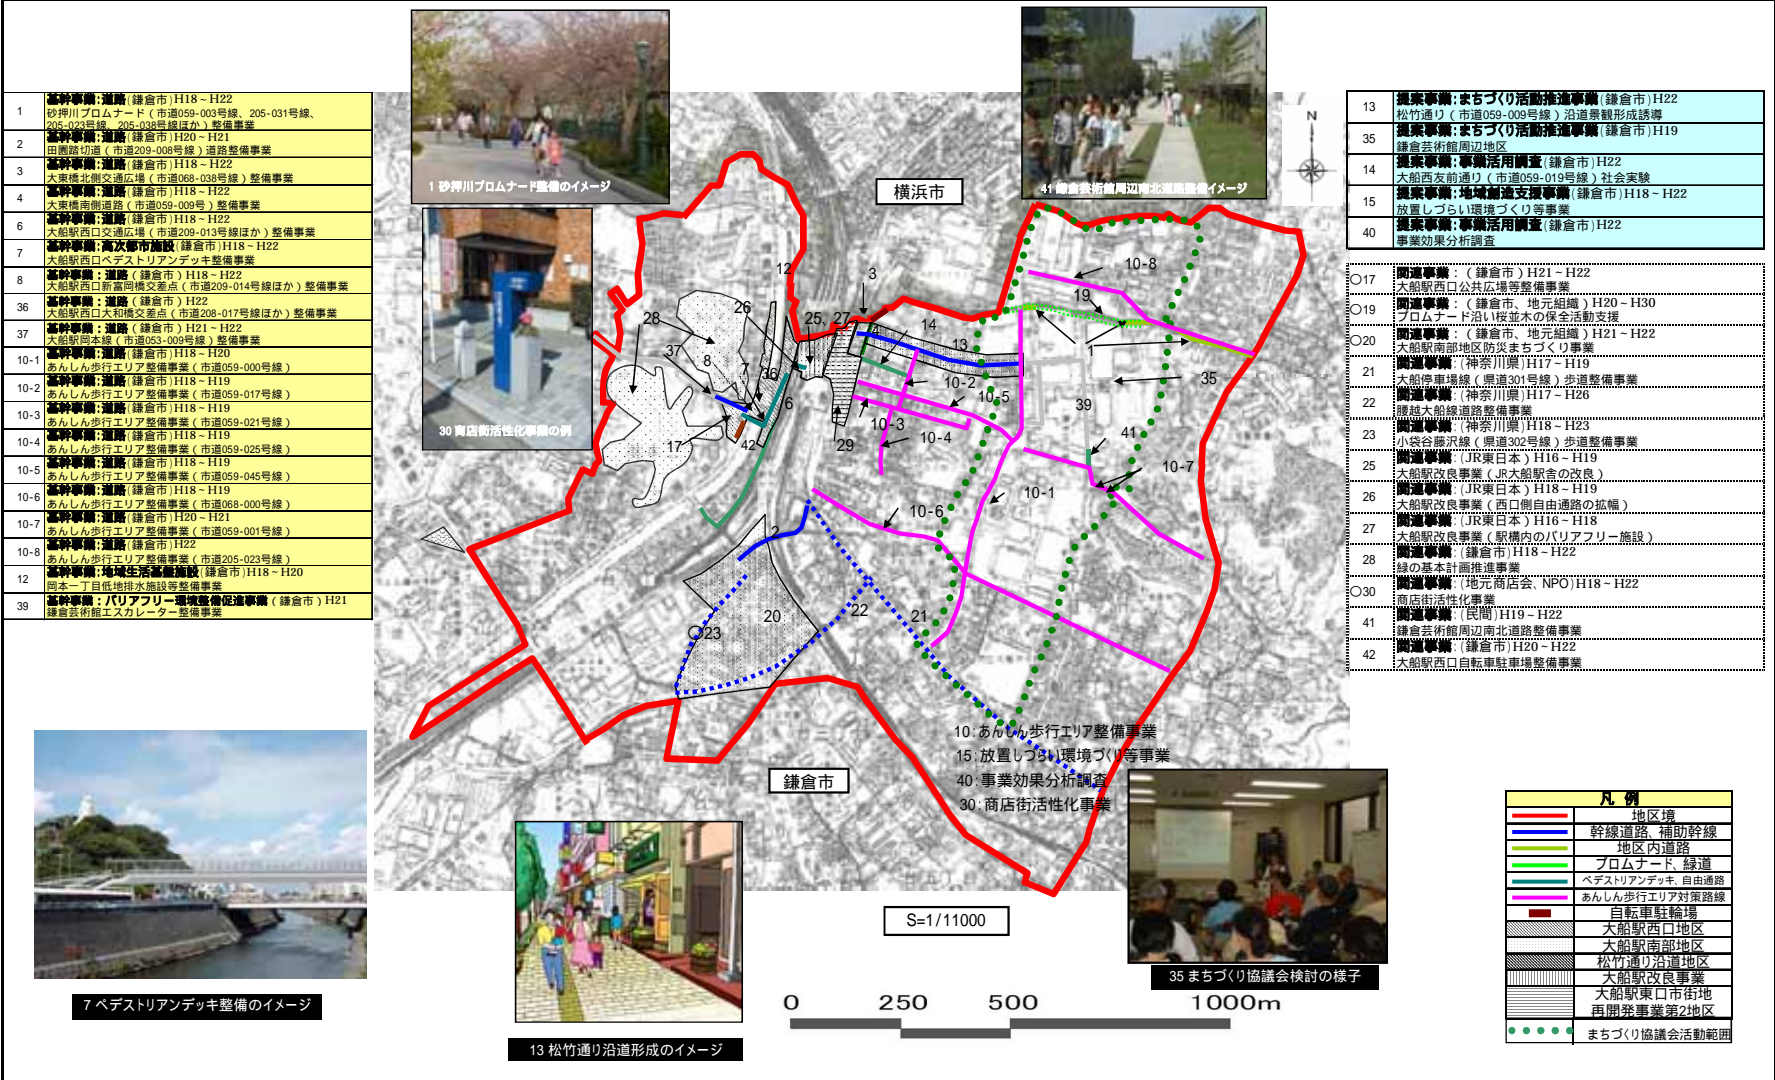 1
基幹事業:道路(鎌倉市)H18～H22
砂押川プロムナード(市道059-003号線、205-031号線、
205-023号線、205-038号線ほか)整備事業
2
基幹事業:道路(鎌倉市)H20～H21
田園踏切道(市道209-008号線)道路整備事業
3
基幹事業:道路(鎌倉市)H18～H22
大東橋北側交通広場(市道068-038号線)整備事業
4
基幹事業:道路(鎌倉市)H18～H22
大東橋南側道路(市道059-009号)整備事業
6
基幹事業:道路(鎌倉市)H18～H22
大船駅西口交通広場(市道209-013号線ほか)整備事業
7
基幹事業:高次都市施設(鎌倉市)H18～H22
大船駅西口ペデストリアンデッキ整備事業
8
基幹事業:道路(鎌倉市)H18～H22
大船駅西口新富岡橋交差点(市道209-014号線ほか)整備事業
36
基幹事業:道路(鎌倉市)H22
大船駅西口大和橋交差点(市道208-017号線ほか)整備事業
37
基幹事業:道路(鎌倉市)H21～H22
大船駅岡本線(市道053-009号線)整備事業
10-1
基幹事業:道路(鎌倉市)H18～H20
あんしん歩行エリア整備事業(市道059-000号線)
10-2
基幹事業:道路(鎌倉市)H18～H19
あんしん歩行エリア整備事業(市道059-017号線)
10-3
基幹事業:道路(鎌倉市)H18～H19
あんしん歩行エリア整備事業(市道059-021号線)
10-4
基幹事業:道路(鎌倉市)H18～H19
あんしん歩行エリア整備事業(市道059-025号線)
10-5
基幹事業:道路(鎌倉市)H18～H19
あんしん歩行エリア整備事業(市道059-045号線)
10-6
基幹事業:道路(鎌倉市)H18～H19
あんしん歩行エリア整備事業(市道068-000号線)
10-7
基幹事業:道路(鎌倉市)H20～H21
あんしん歩行エリア整備事業(市道059-001号線)
10-8
基幹事業:道路(鎌倉市)H22
あんしん歩行エリア整備事業(市道205-023号線)
12
基幹事業:地域生活基盤施設(鎌倉市)H18～H20
岡本一丁目低地排水施設等整備事業
39
基幹事業:バリアフリー環境整備促進事業(鎌倉市)H21
鎌倉芸術館エスカレーター整備事業
1 砂押川プロムナード整備のイメージ
30 商店街活性化事業の例
41 鎌倉芸術館周辺南北道路整備イメージ
横浜市
N
12
3
10-8
19
26
25
27
28
4
14
13
1
37
8
7
36
10-2
35
10-5
6
39
10-3
17
42
29
10-4
41
10-7
10-1
10-6
2
20
22
21
○23
10:あんしん歩行エリア整備事業
15:放置しづらい環境づくり等事業
40:事業効果分析調査
30:商店街活性化事業
鎌倉市
S=1/11000
0 250 500 1000m
7 ペデストリアンデッキ整備のイメージ
13 松竹通り沿道形成のイメージ
35 まちづくり協議会検討の様子
13
提案事業:まちづくり活動推進事業(鎌倉市)H22
松竹通り(市道059-009号線)沿道景観形成誘導
35
提案事業:まちづくり活動推進事業(鎌倉市)H19
鎌倉芸術館周辺地区
14
提案事業:事業活用調査(鎌倉市)H22
大船西友前通り(市道059-019号線)社会実験
15
提案事業:地域創造支援事業(鎌倉市)H18～H22
放置しづらい環境づくり等事業
40
提案事業:事業活用調査(鎌倉市)H22
事業効果分析調査
○17
関連事業:(鎌倉市)H21～H22
大船駅西口公共広場等整備事業
○19
関連事業:(鎌倉市、地元組織)H20～H30
プロムナード沿い桜並木の保全活動支援
○20
関連事業:(鎌倉市、地元組織)H21～H22
大船駅南部地区防災まちづくり事業
21
関連事業:(神奈川県)H17～H19
大船停車場線(県道301号線)歩道整備事業
22
関連事業:(神奈川県)H17～H26
腰越大船線道路整備事業
23
関連事業:(神奈川県)H18～H23
小袋谷藤沢線(県道302号線)歩道整備事業
25
関連事業:(JR東日本)H16～H19
大船駅改良事業(JR大船駅舎の改良)
26
関連事業:(JR東日本)H18～H19
大船駅改良事業(西口側自由通路の拡幅)
27
関連事業:(JR東日本)H16～H18
大船駅改良事業(駅構内のバリアフリー施設)
28
関連事業:(鎌倉市)H18～H22
緑の基本計画推進事業
○30
関連事業:(地元商店会、NPO)H18～H22
商店街活性化事業
41
関連事業:(民間)H19～H22
鎌倉芸術館周辺南北道路整備事業
42
関連事業:(鎌倉市)H20～H22
大船駅西口自転車駐車場整備事業
凡 例
地区境
幹線道路、補助幹線
地区内道路
プロムナード、緑道
ペデストリアンデッキ、自由通路
あんしん歩行エリア対策路線
自転車駐輪場
大船駅西口地区
大船駅南部地区
松竹通り沿道地区
大船駅改良事業
大船駅東口市街地
再開発事業第2地区
まちづくり協議会活動範囲